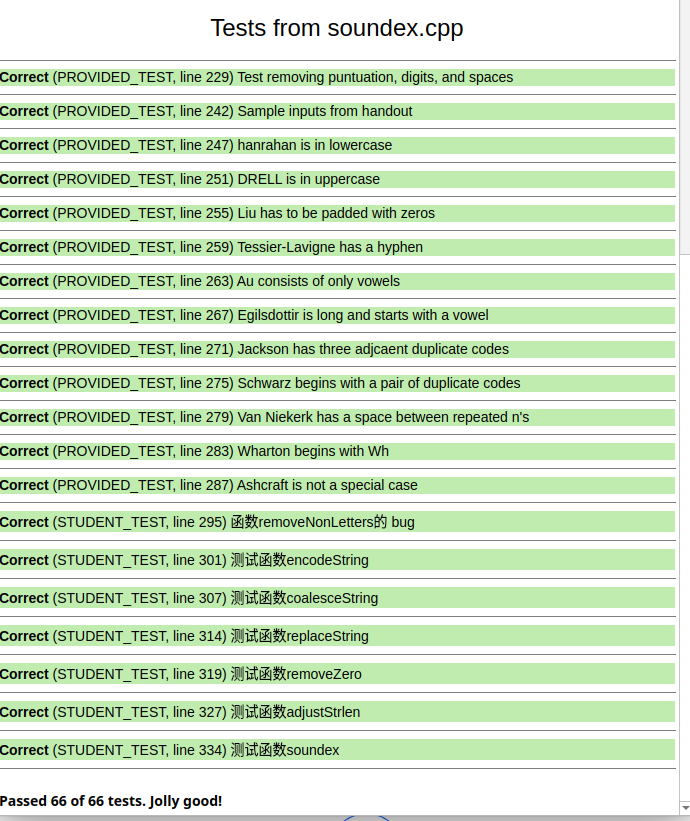 Tests from soundex.cpp
Correct (PROVIDED_TEST, line 229) Test removing puntuation, digits, and spaces
Correct (PROVIDED_TEST, line 242) Sample inputs from handout
Correct (PROVIDED_TEST, line 247) hanrahan is in lowercase
Correct (PROVIDED_TEST, line 251) DRELL is in uppercase
Correct (PROVIDED_TEST, line 255) Liu has to be padded with zeros
Correct (PROVIDED_TEST, line 259) Tessier-Lavigne has a hyphen
Correct (PROVIDED_TEST, line 263) Au consists of only vowels
Correct (PROVIDED_TEST, line 267) Egilsdottir is long and starts with a vowel
Correct (PROVIDED_TEST, line 271) Jackson has three adjcaent duplicate codes
Correct (PROVIDED_TEST, line 275) Schwarz begins with a pair of duplicate codes
Correct (PROVIDED_TEST, line 279) Van Niekerk has a space between repeated n's
Correct (PROVIDED_TEST, line 283) Wharton begins with Wh
Correct (PROVIDED_TEST, line 287) Ashcraft is not a special case
Correct (STUDENT_TEST, line 295) 函数removeNonLetters的 bug
Correct (STUDENT_TEST, line 301) 测试函数encodeString
Correct (STUDENT_TEST, line 307) 测试函数coalesceString
Correct (STUDENT_TEST, line 314) 测试函数replaceString
Correct (STUDENT_TEST, line 319) 测试函数removeZero
Correct (STUDENT_TEST, line 327) 测试函数adjustStrlen
Correct (STUDENT_TEST, line 334) 测试函数soundex
Passed 66 of 66 tests. Jolly good!